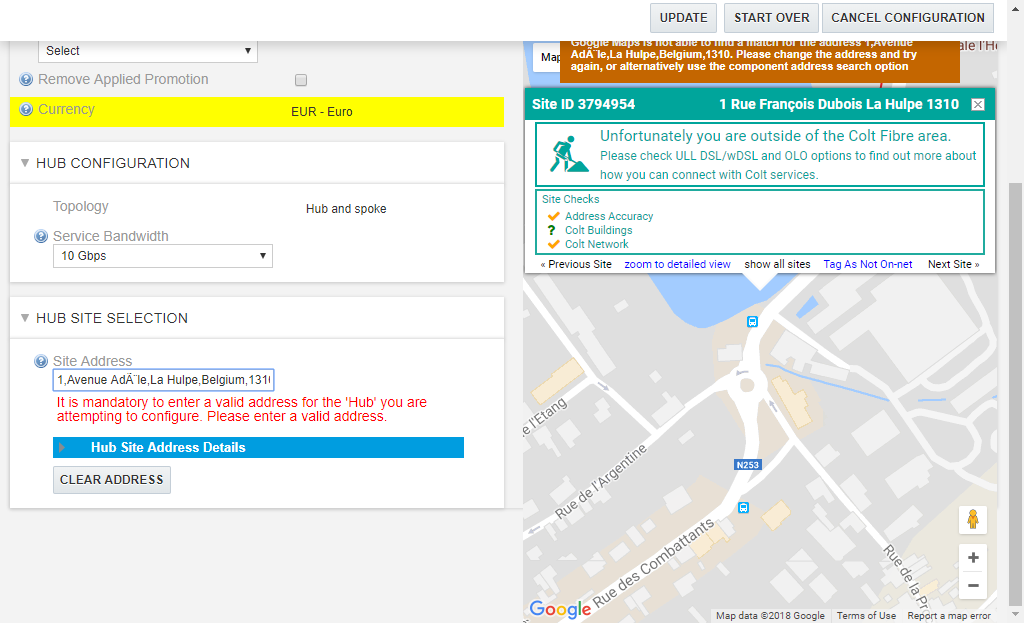 UPDATE
START OVER
CANCEL CONFIGURATION
Select
Remove Applied Promotion
Currency
EUR - Euro
HUB CONFIGURATION
Topology
Hub and spoke
Service Bandwidth
10 Gbps
HUB SITE SELECTION
Site Address
1,Avenue AdÃ¨le,La Hulpe,Belgium,131
It is mandatory to enter a valid address for the 'Hub' you are
attempting to configure. Please enter a valid address.
Hub Site Address Details
CLEAR ADDRESS
Map
Google Maps is not able to find a match for the address 1,Avenue
AdÃ¨le,La Hulpe,Belgium,1310. Please change the address and try
again, or alternatively use the component address search option
Site ID 3794954
1 Rue François Dubois La Hulpe 1310
Unfortunately you are outside of the Colt Fibre area.
Please check ULL DSL/wDSL and OLO options to find out more about
how you can connect with Colt services.
Site Checks
Address Accuracy
? Colt Buildings
Colt Network
« Previous Site
zoom to detailed view
show all sites
Tag As Not On-net
Next Site »
e l'Etang
Rue de l'Argentine
N253
Rue des Combattants
Rue de la Pr
+
−
Google
Map data ©2018 Google
Terms of Use
Report a map error